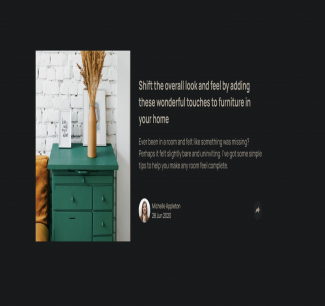 Shift the overall look and feel by adding
these wonderful touches to furniture in
your home
Ever been in a room and felt like something was missing?
Perhaps it felt slightly bare and uninviting. I've got some simple
tips to help you make any room feel complete.
Michelle Appleton
28 Jun 2020